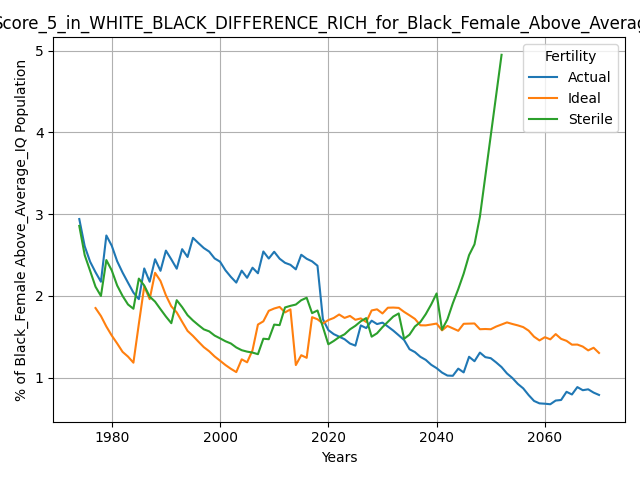 Score_5_in_WHITE_BLACK_DIFFERENCE_RICH_for_Black_Female_Above_Averag
% of Black_Female Above_Average_IQ Population
5
4
3
2
1
Fertility
Actual
Ideal
Sterile
1980 2000 2020 2040 2060
Years